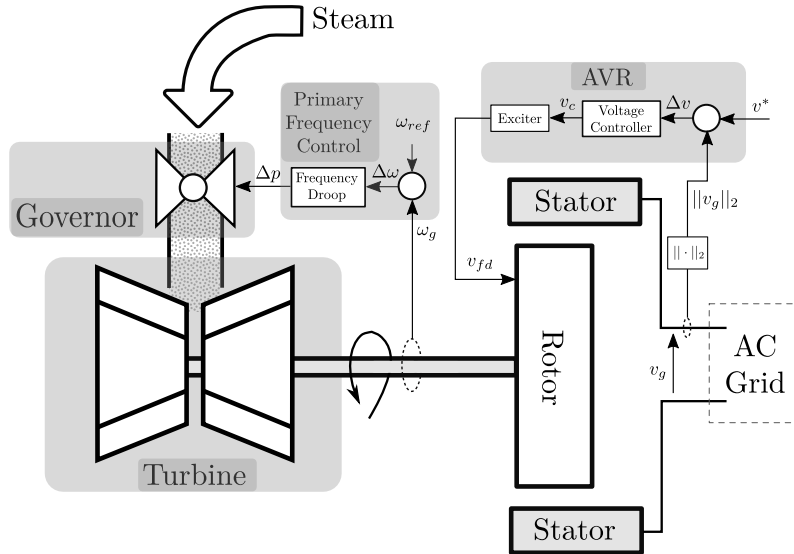 Steam
AVR
Primary
Frequency
Control
ω_ref
Exciter
v_c
Voltage
Controller
Δv
v*
Δp
Frequency
Droop
Δω
Governor
ω_g
Stator
||v_g||_2
|| · ||_2
v_fd
Rotor
AC
Grid
v_g
Turbine
Stator